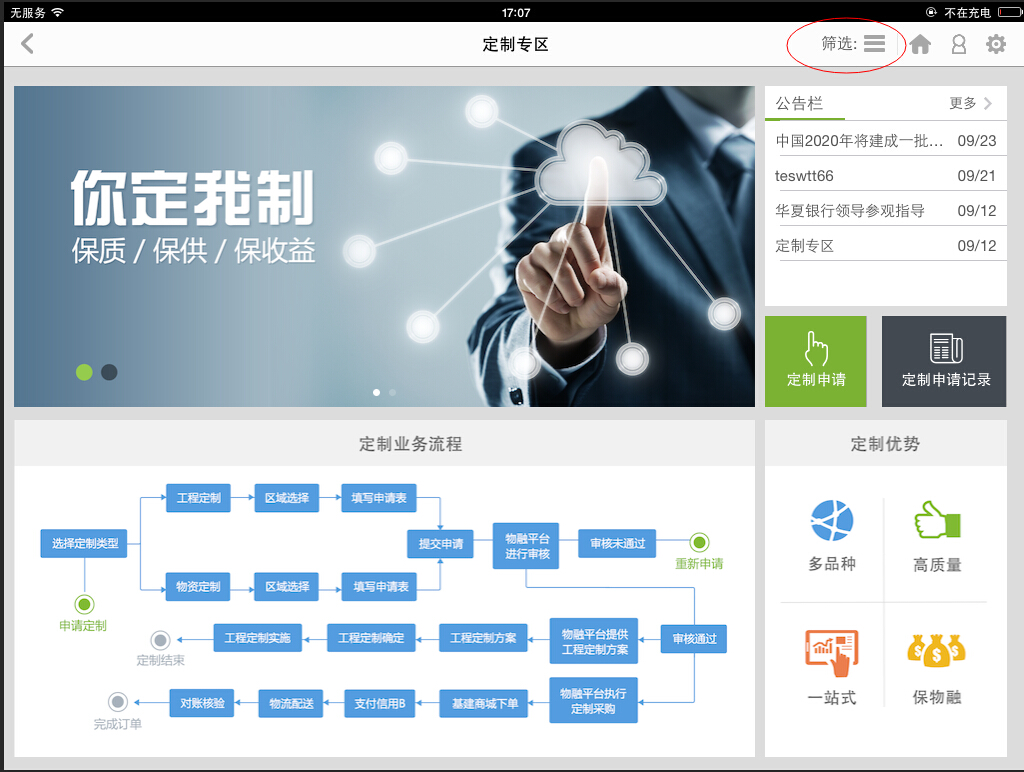 无服务 17:07 不在充电
定制专区 筛选:
你定我制
保质 / 保供 / 保收益
公告栏 更多
中国2020年将建成一批... 09/23
teswtt66 09/21
华夏银行领导参观指导 09/12
定制专区 09/12
定制申请 定制申请记录
定制业务流程
工程定制 区域选择 填写申请表
选择定制类型 提交申请 物融平台
进行审核 审核未通过
重新申请
物资定制 区域选择 填写申请表
申请定制
定制结束 工程定制实施 工程定制确定 工程定制方案 物融平台提供
工程定制方案 审核通过
完成订单 对账核验 物流配送 支付信用B 基建商城下单 物融平台执行
定制采购
定制优势
多品种 高质量
一站式 保物融